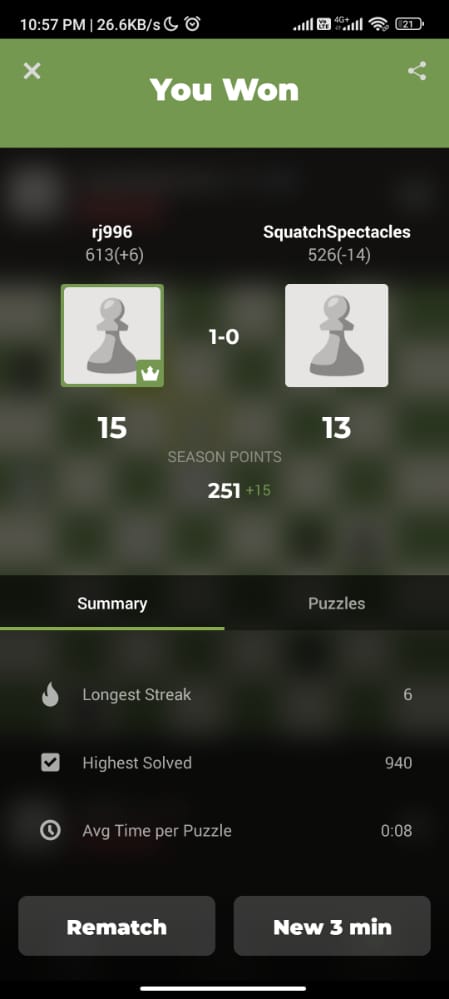 10:57 PM | 26.6KB/s
Vo LTE 4G+ 21
You Won
rj996
613(+6)
SquatchSpectacles
526(-14)
1-0
15
13
SEASON POINTS
251 +15
Summary
Puzzles
Longest Streak 6
Highest Solved 940
Avg Time per Puzzle 0:08
Rematch
New 3 min